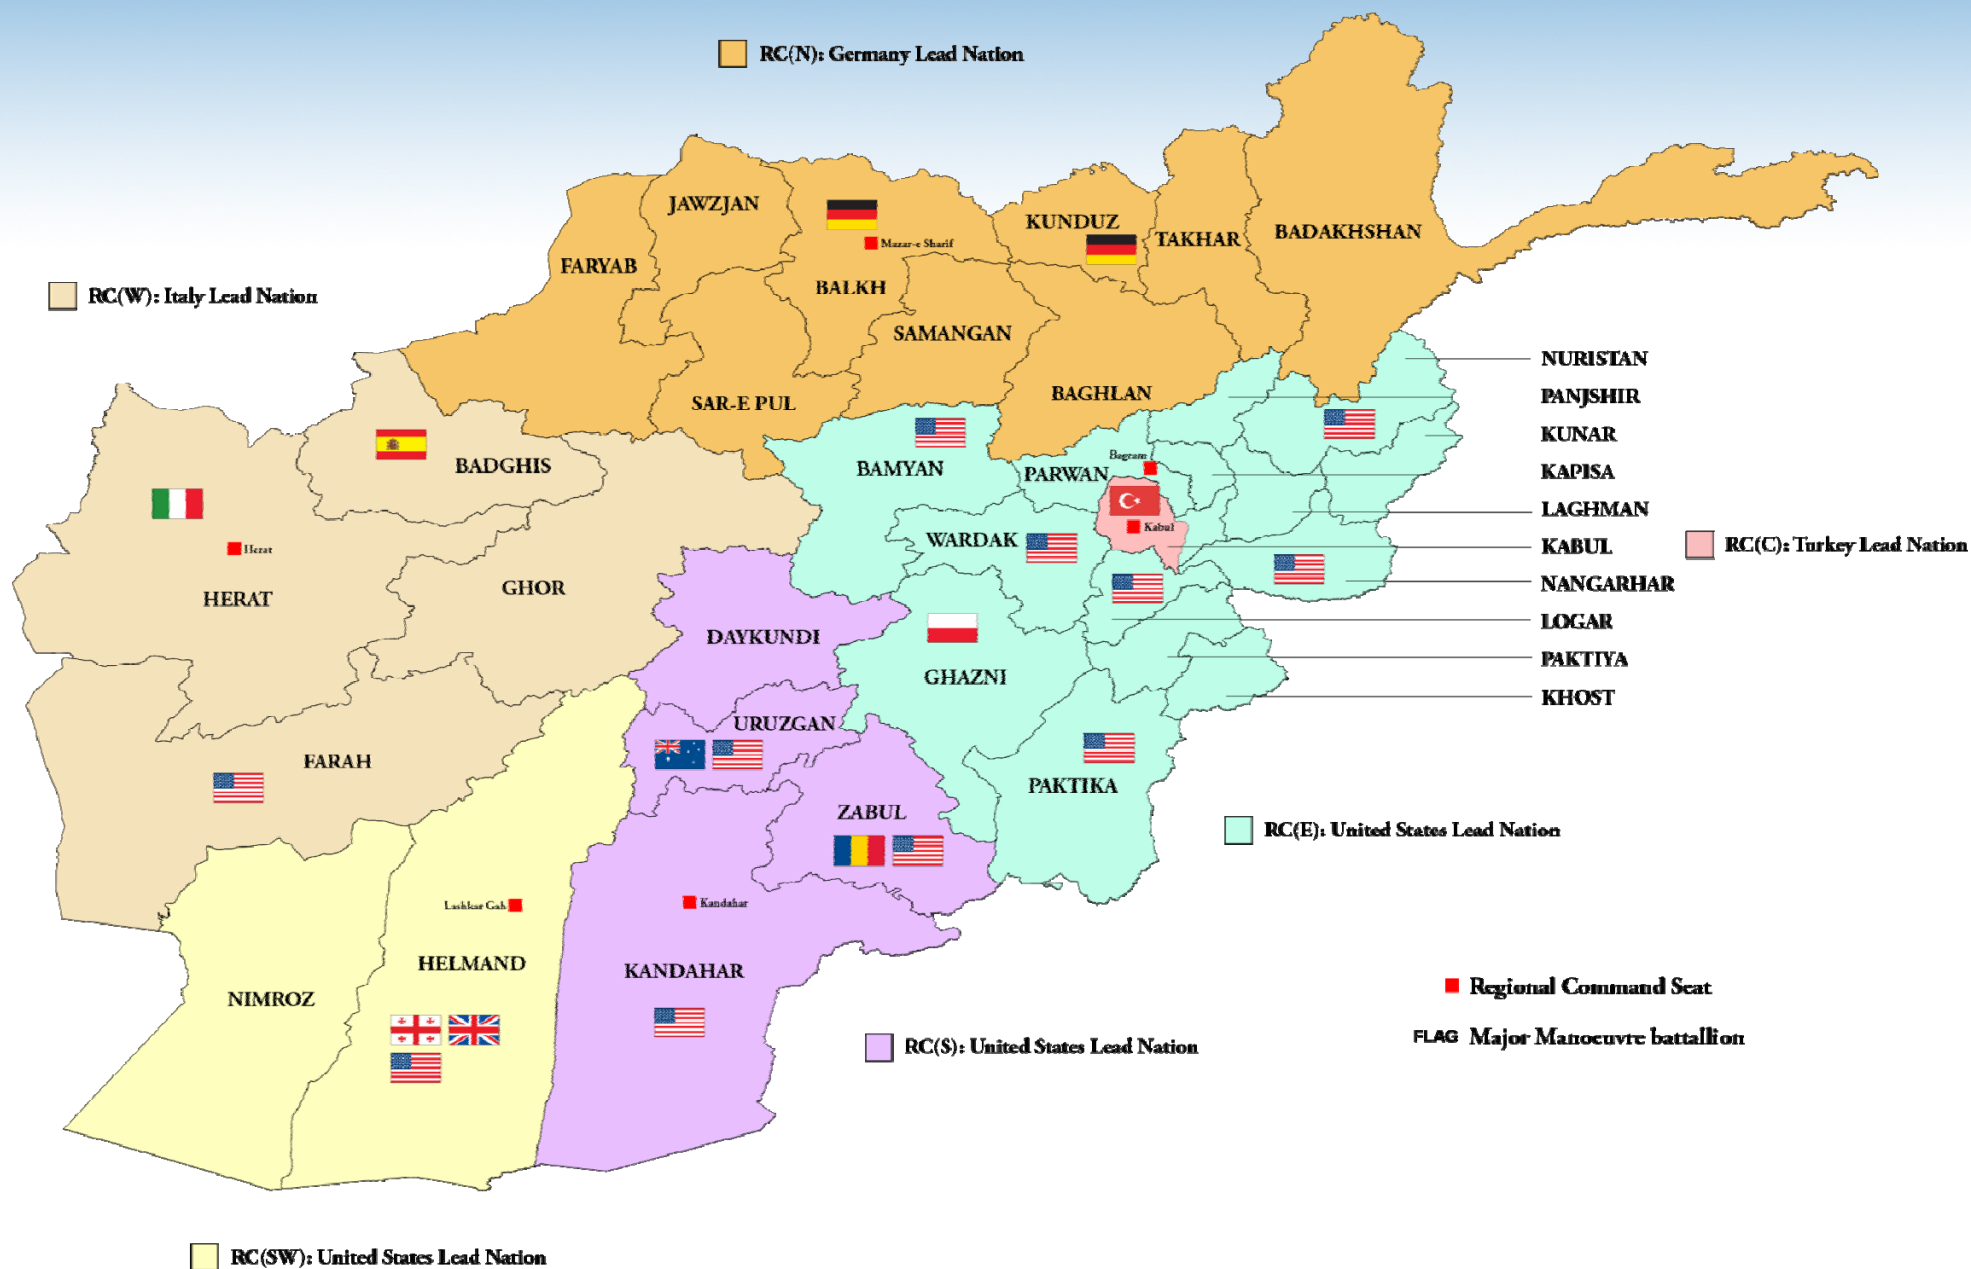 RC(N): Germany Lead Nation
JAWZJAN
KUNDUZ
TAKHAR
BADAKHSHAN
Mazar-e Sharif
FARYAB
BALKH
RC(W): Italy Lead Nation
SAMANGAN
NURISTAN
BAGHLAN
PANJSHIR
SAR-E PUL
KUNAR
Bagram
BADGHIS
BAMYAN
PARWAN
KAPISA
LAGHMAN
Kabul
WARDAK
Herat
KABUL
RC(C): Turkey Lead Nation
GHOR
NANGARHAR
HERAT
LOGAR
DAYKUNDI
PAKTIYA
GHAZNI
KHOST
URUZGAN
FARAH
PAKTIKA
ZABUL
RC(E): United States Lead Nation
Lashkar Gah
Kandahar
HELMAND
KANDAHAR
NIMROZ
Regional Command Seat
FLAG Major Manoeuvre battallion
RC(S): United States Lead Nation
RC(SW): United States Lead Nation